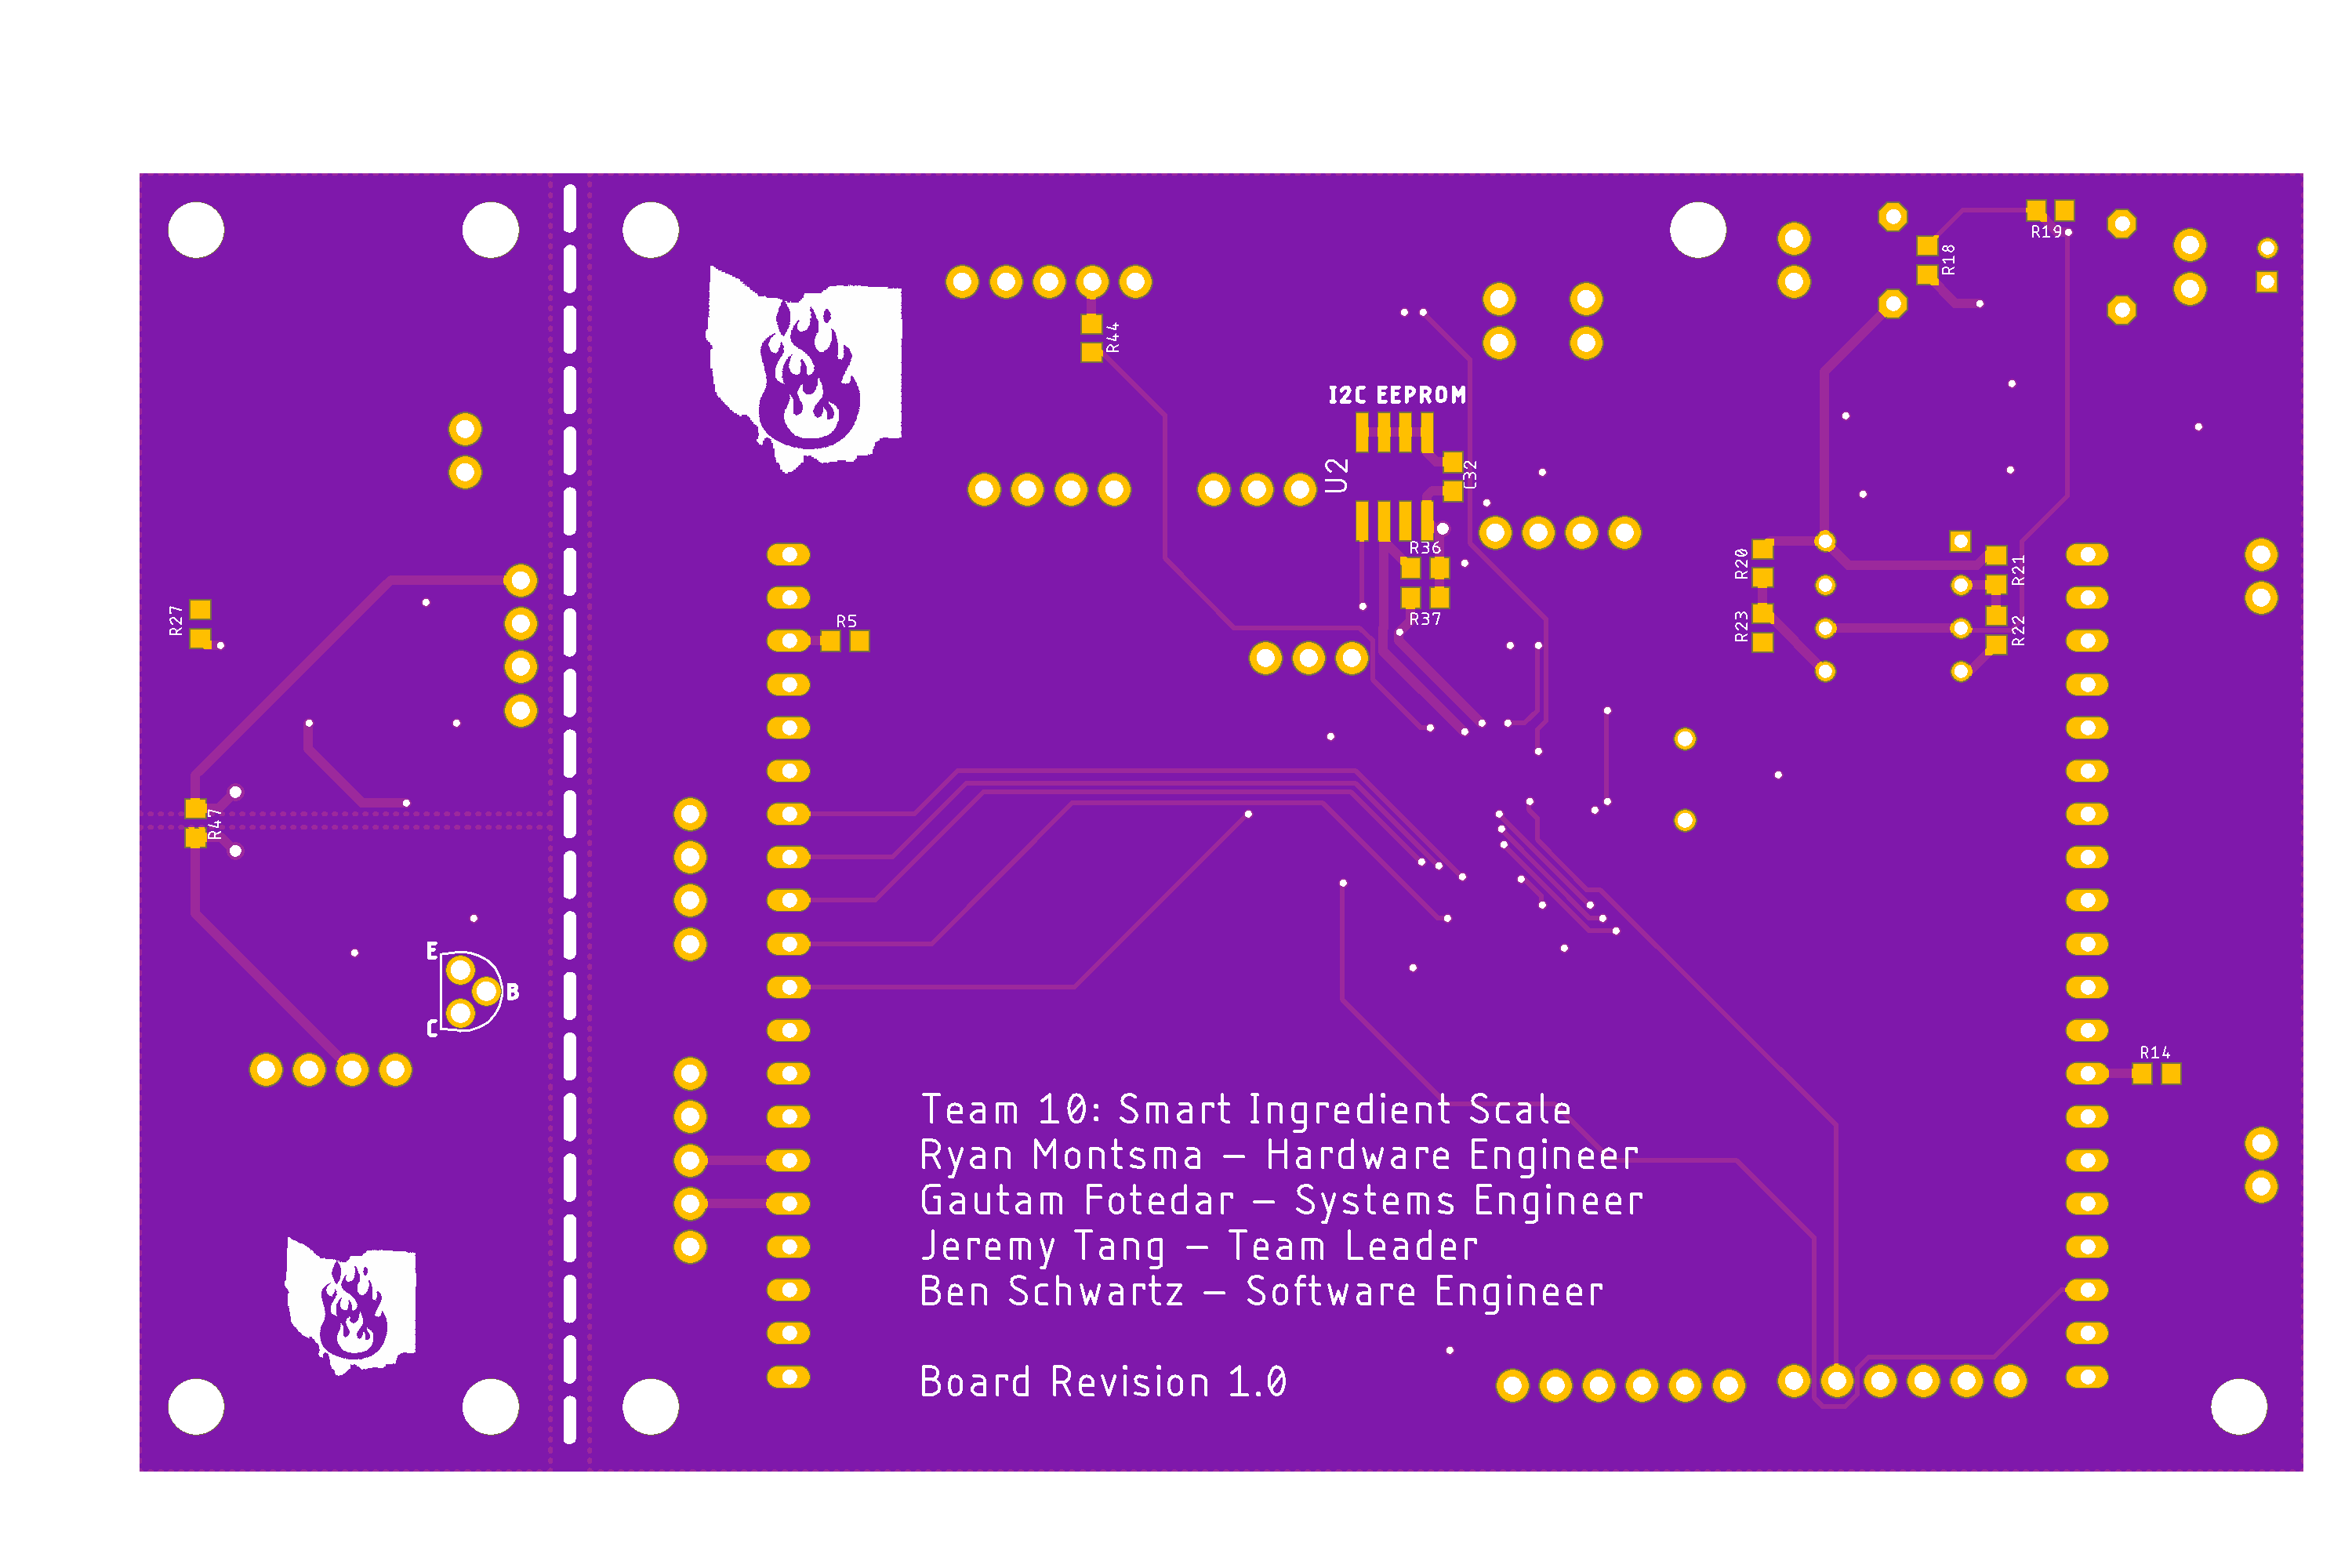 R19
R18
R44
I2C EEPROM
U2
C32
R36
R20
R21
R27
R5
R37
R23
R22
R47
E
B
C
R14
Team 10: Smart Ingredient Scale
Ryan Montsma – Hardware Engineer
Gautam Fotedar – Systems Engineer
Jeremy Tang – Team Leader
Ben Schwartz – Software Engineer
Board Revision 1.0